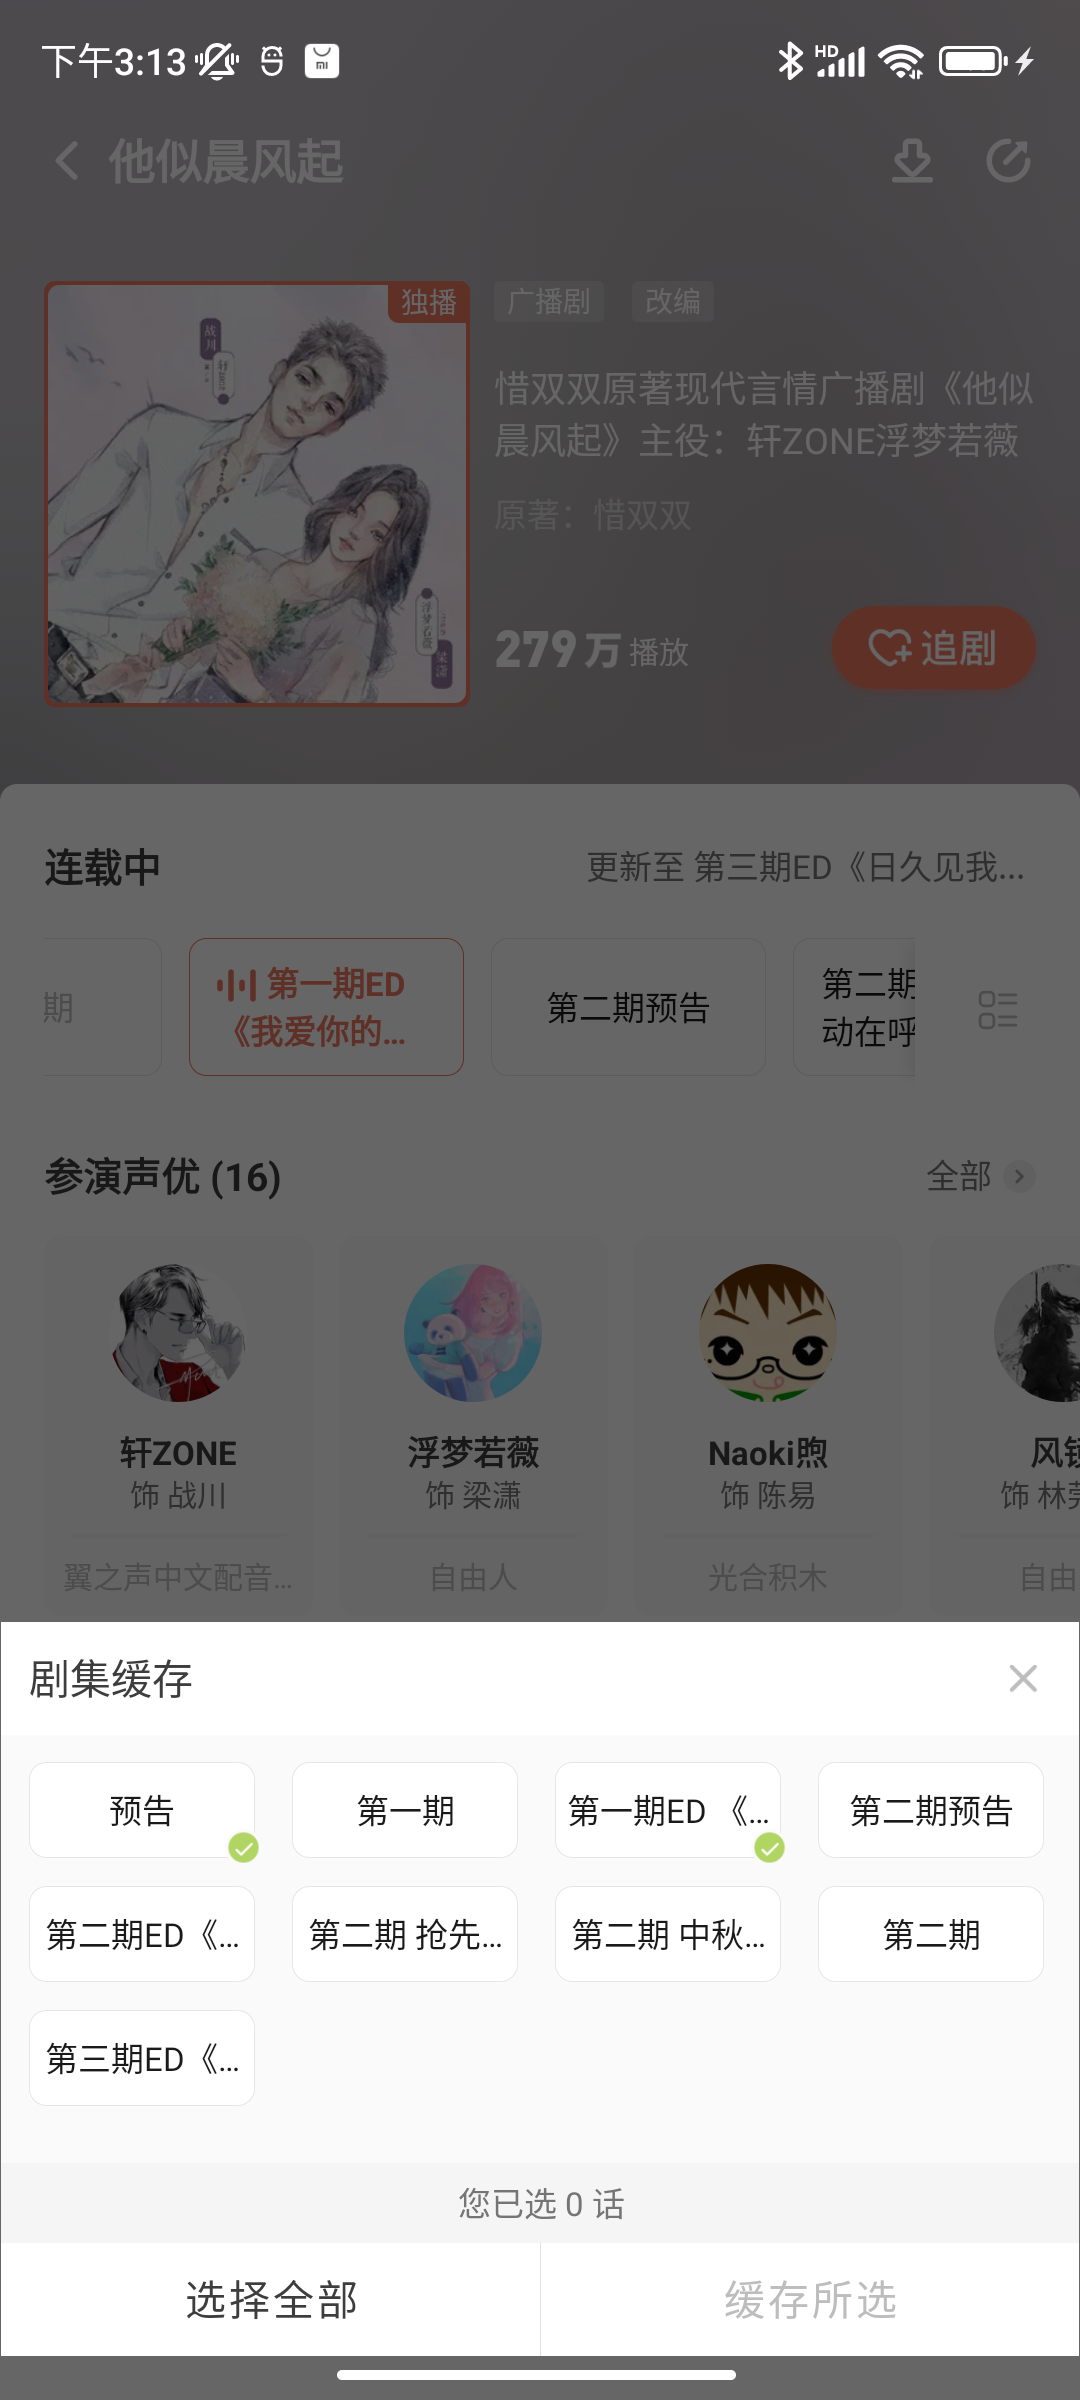 下午3:13
HD
他似晨风起
独播
广播剧
改编
惜双双原著现代言情广播剧《他似
晨风起》主役：轩ZONE浮梦若薇
原著：惜双双
279万 播放
追剧
战川
浮梦若薇
梁潇
连载中
更新至 第三期ED《日久见我...
期
第一期ED
《我爱你的...
第二期预告
第二期
动在呼
参演声优 (16)
全部
轩ZONE
饰 战川
翼之声中文配音...
浮梦若薇
饰 梁潇
自由人
Naoki煦
饰 陈易
光合积木
风
饰 林
自由
剧集缓存
预告
第一期
第一期ED 《...
第二期预告
第二期ED《...
第二期 抢先...
第二期 中秋...
第二期
第三期ED《...
您已选 0 话
选择全部
缓存所选